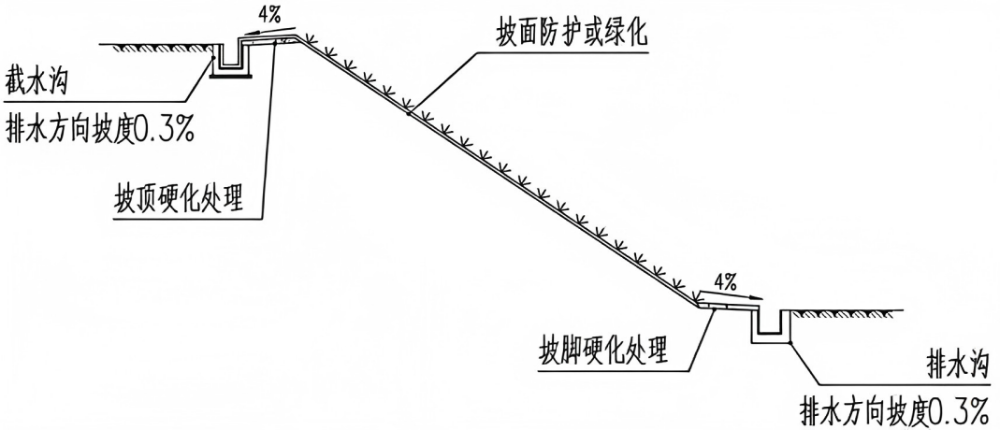 4%
坡面防护或绿化
截水沟
排水方向坡度0.3%
坡顶硬化处理
4%
坡脚硬化处理
排水沟
排水方向坡度0.3%